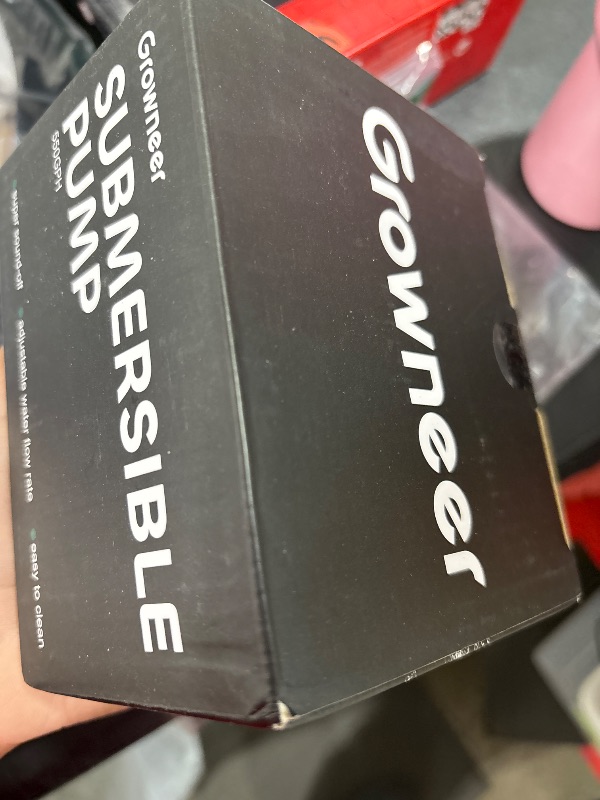 Growneer
SUBMERSIBLE
PUMP
550GPH
super sound-off
adjustable water flow rate
easy to clean
Growneer